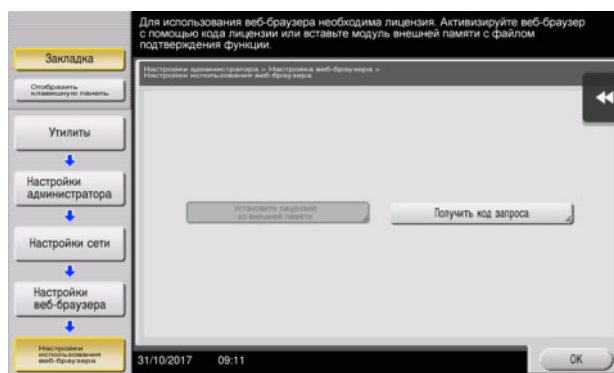 Для использования веб-браузера необходима лицензия. Активизируйте веб-браузер
с помощью кода лицензии или вставьте модуль внешней памяти с файлом
подтверждения функции.
Закладка
Отобразить
клавишную панель
Утилиты
Настройки
администратора
Настройки сети
Настройки
веб-браузера
Настройки
использования
веб-браузера
Настройки администратора > Настройка веб-браузера >
Настройки использования веб-браузера
Установите лицензию
из внешней памяти
Получить код запроса
31/10/2017 09:11
OK